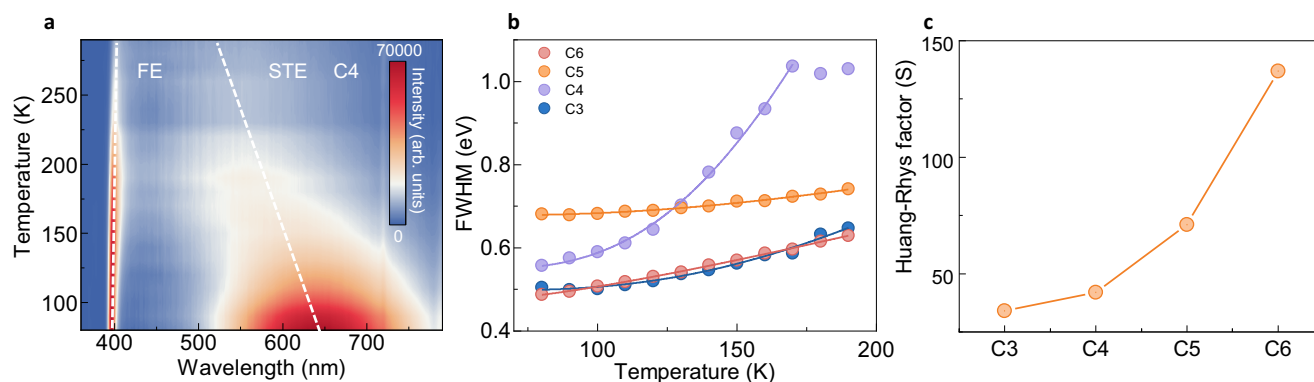 a
70000
FE
STE
C4
Intensity (arb. units)
0
250
200
150
100
Temperature (K)
400
500
600
700
Wavelength (nm)
b
C6
C5
C4
C3
1.0
0.8
0.6
0.4
FWHM (eV)
100
150
200
Temperature (K)
c
150
100
50
Huang-Rhys factor (S)
C3
C4
C5
C6